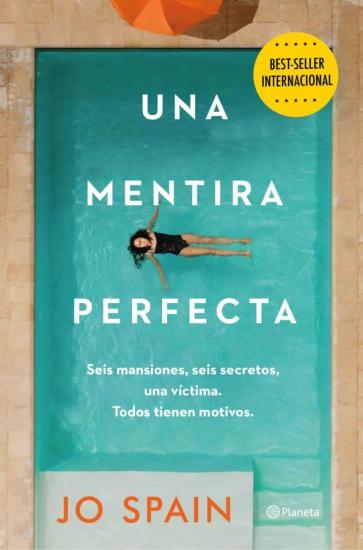 BEST-SELLER
INTERNACIONAL
UNA
MENTIRA
PERFECTA
Seis mansiones, seis secretos,
una víctima.
Todos tienen motivos.
JO SPAIN
Planeta